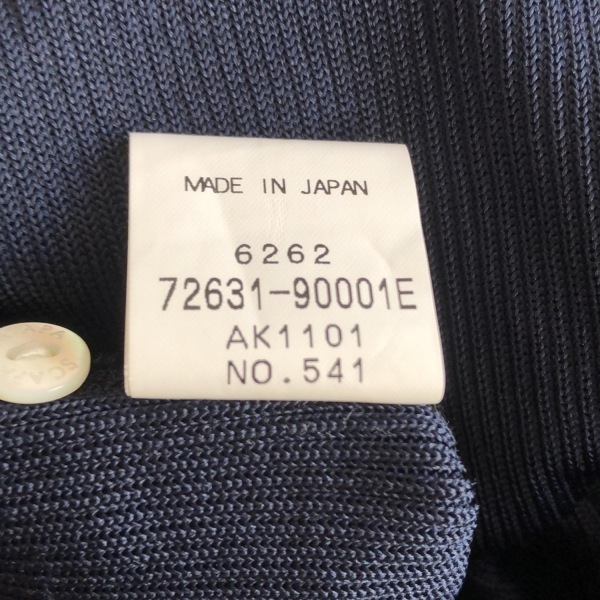 MADE IN JAPAN
6262
72631-90001E
AK1101
NO.541